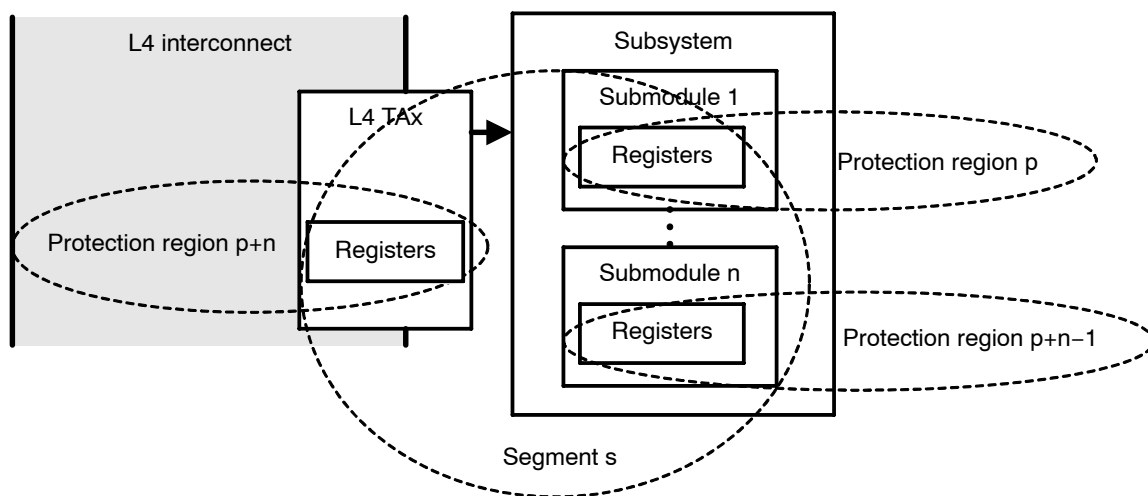 L4 interconnect
L4 TAx
Protection region p+n
Registers
Subsystem
Submodule 1
Registers
Protection region p
Submodule n
Registers
Protection region p+n−1
Segment s